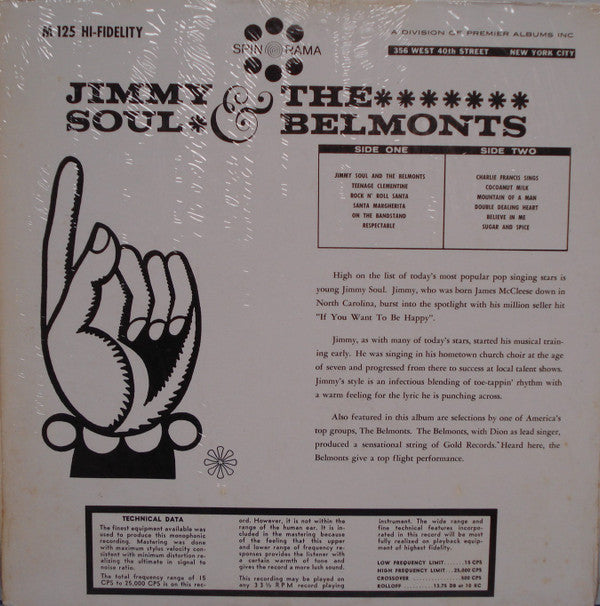 M 125 HI-FIDELITY
SPIN O RAMA
A DIVISION OF PREMIER ALBUMS INC
356 WEST 40th STREET NEW YORK CITY
JIMMY & THE*******
SOUL* BELMONTS
SIDE ONE
JIMMY SOUL AND THE BELMONTS
TEENAGE CLEMENTINE
ROCK N' ROLL SANTA
SANTA MARGHERITA
ON THE BANDSTAND
RESPECTABLE
SIDE TWO
CHARLIE FRANCIS SINGS
COCOANUT MILK
MOUNTAIN OF A MAN
DOUBLE DEALING HEART
BELIEVE IN ME
SUGAR AND SPICE
High on the list of today's most popular pop singing stars is
young Jimmy Soul. Jimmy, who was born James McCleese down in
North Carolina, burst into the spotlight with his million seller hit
"If You Want To Be Happy".
Jimmy, as with many of today's stars, started his musical train-
ing early. He was singing in his hometown church choir at the age
of seven and progressed from there to success at local talent shows.
Jimmy's style is an infectious blending of toe-tappin' rhythm with
a warm feeling for the lyric he is punching across.
Also featured in this album are selections by one of America's
top groups, The Belmonts. The Belmonts, with Dion as lead singer,
produced a sensational string of Gold Records. Heard here, the
Belmonts give a top flight performance.
TECHNICAL DATA
The finest equipment available was
used to produce this monophonic
recording. Mastering was done
with maximum stylus velocity con-
sistent with minimum distortion re-
alizing the ultimate in signal to
noise ratio.
The total frequency range of 15
CPS to 25,000 CPS is on this rec-
ord. However, it is not within the
range of the human ear. It is in-
cluded in the mastering because
of the feeling that this upper
and lower range of frequency re-
sponses provides the listener with
a certain warmth of tone and
gives the record a more lush sound.
This recording may be played on
any 33⅓ R.P.M. record playing
instrument. The wide range and
fine technical features incorpo-
rated in this record will be most
fully realized on playback equip-
ment of highest fidelity.
LOW FREQUENCY LIMIT....15 CPS
HIGH FREQUENCY LIMIT...25,000 CPS
CROSSOVER............500 CPS
ROLLOFF........13.75 DB at 10 KC